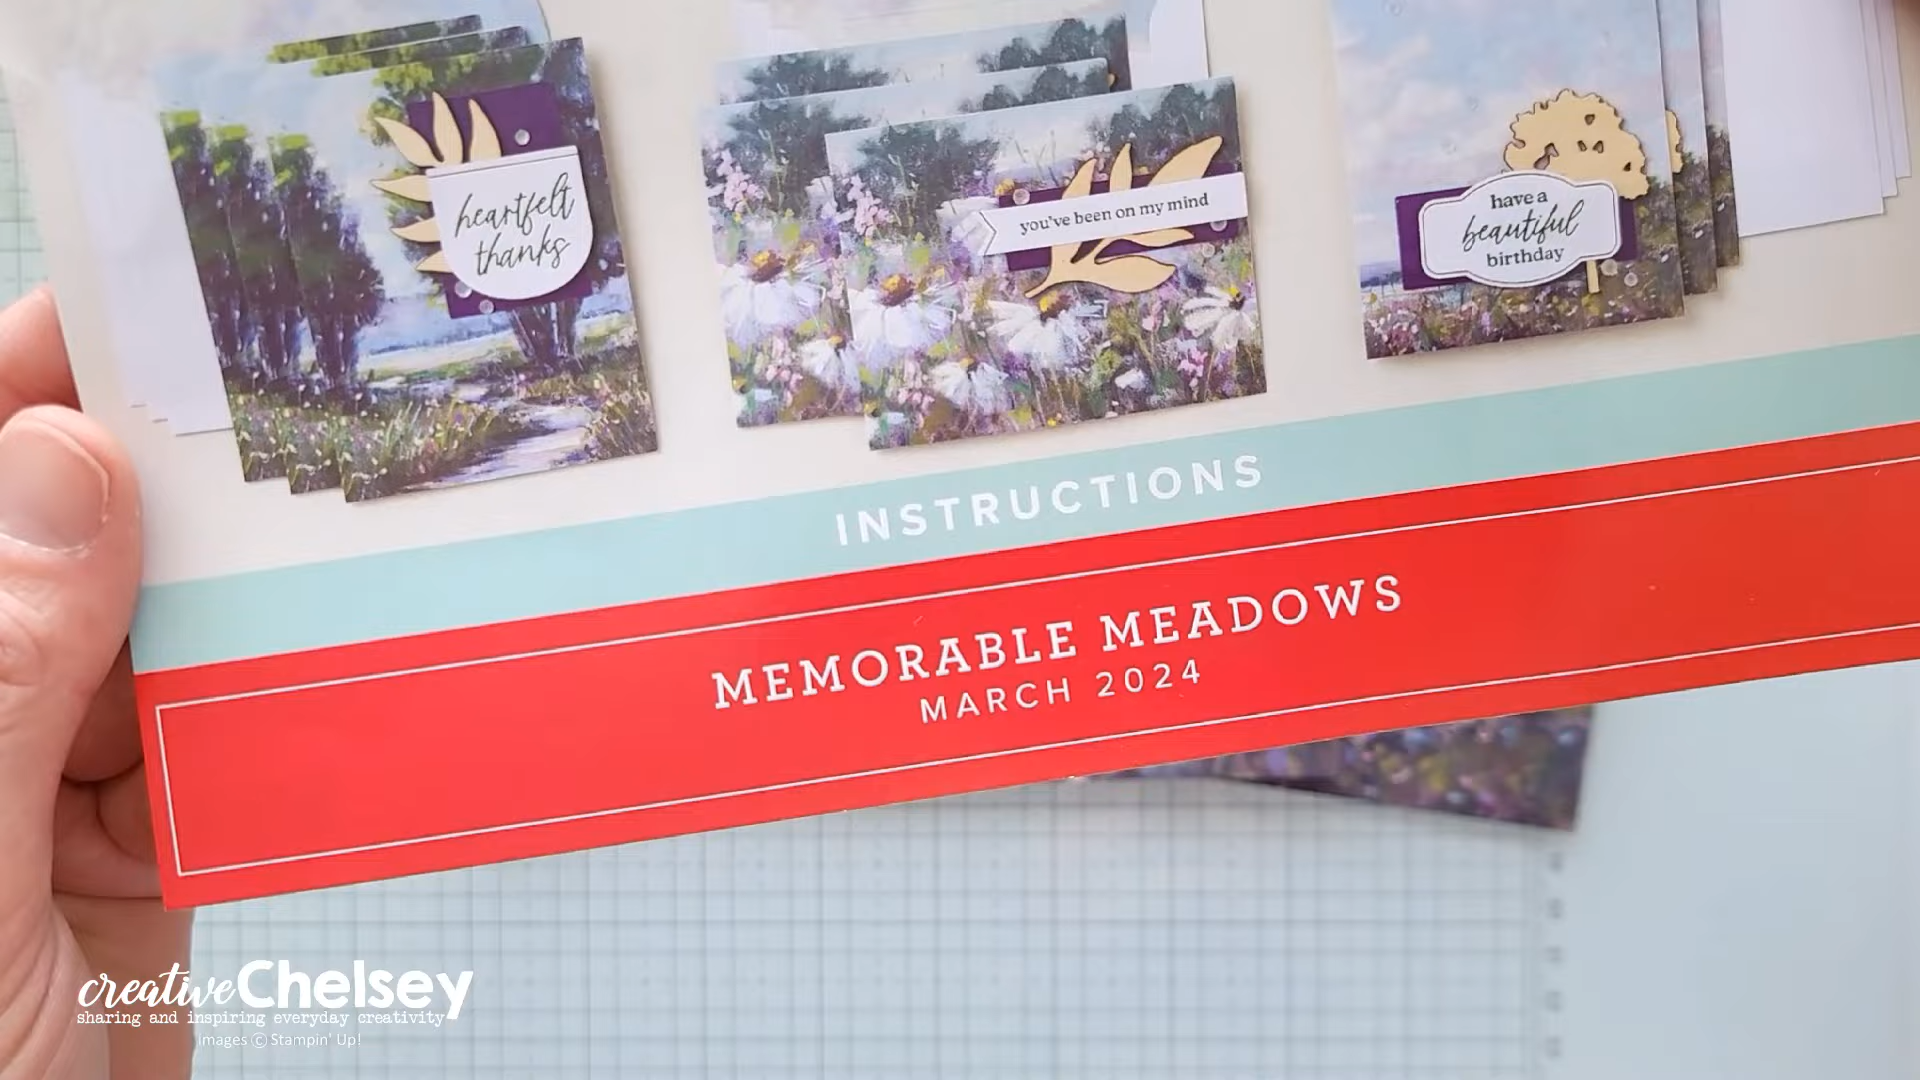 heartfelt
thanks
you've been on my mind
have a
beautiful
birthday
INSTRUCTIONS
MEMORABLE MEADOWS
MARCH 2024
creativeChelsey
sharing and inspiring everyday creativity
Images © Stampin' Up!